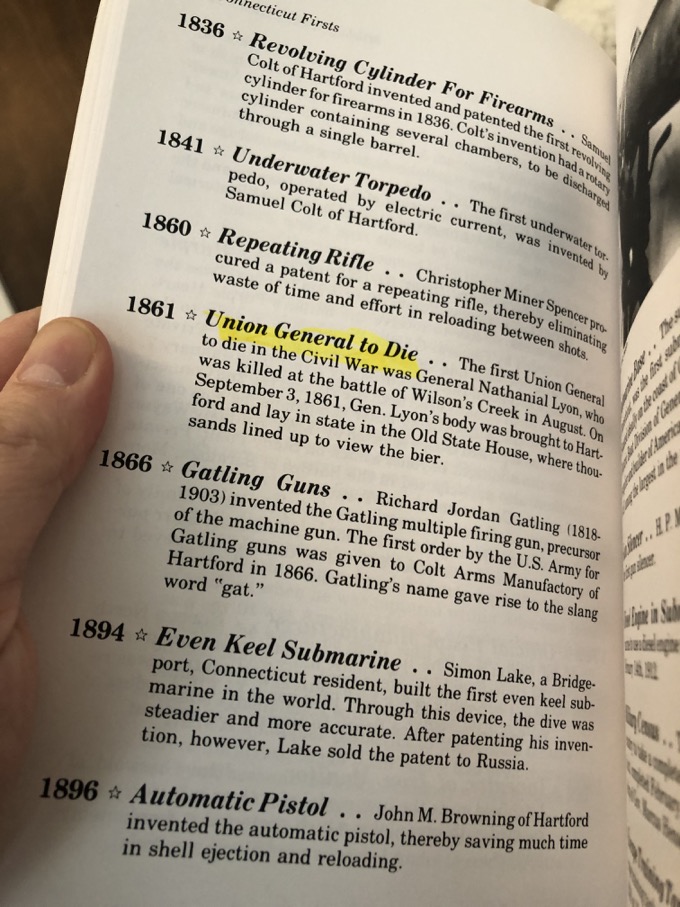 Connecticut Firsts
1836 ☆ Revolving Cylinder For Firearms . . Samuel
Colt of Hartford invented and patented the first revolving
cylinder for firearms in 1836. Colt's invention had a rotary
cylinder containing several chambers, to be discharged
through a single barrel.
1841 ☆ Underwater Torpedo . . The first underwater tor-
pedo, operated by electric current, was invented by
Samuel Colt of Hartford.
1860 ☆ Repeating Rifle . . Christopher Miner Spencer pro-
cured a patent for a repeating rifle, thereby eliminating
waste of time and effort in reloading between shots.
1861 ☆ Union General to Die . . The first Union General
to die in the Civil War was General Nathanial Lyon, who
was killed at the battle of Wilson's Creek in August. On
September 3, 1861, Gen. Lyon's body was brought to Hart-
ford and lay in state in the Old State House, where thou-
sands lined up to view the bier.
1866 ☆ Gatling Guns . . Richard Jordan Gatling (1818-
1903) invented the Gatling multiple firing gun, precursor
of the machine gun. The first order by the U.S. Army for
Gatling guns was given to Colt Arms Manufactory of
Hartford in 1866. Gatling's name gave rise to the slang
word "gat."
1894 ☆ Even Keel Submarine . . Simon Lake, a Bridge-
port, Connecticut resident, built the first even keel sub-
marine in the world. Through this device, the dive was
steadier and more accurate. After patenting his inven-
tion, however, Lake sold the patent to Russia.
1896 ☆ Automatic Pistol . . John M. Browning of Hartford
invented the automatic pistol, thereby saving much time
in shell ejection and reloading.